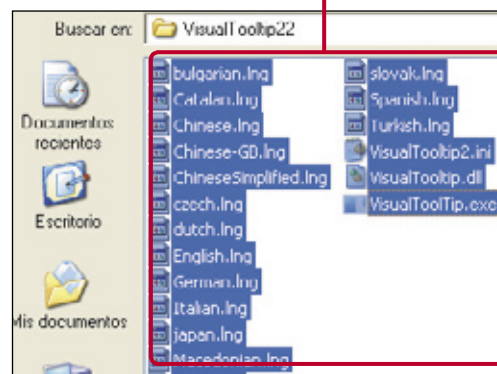 Buscar en: VisualTooltip22
Documentos
recientes
Escritorio
Mis documentos
bulgarian.lng
Catalan.lng
Chinese.lng
Chinese-GD.lng
ChineseSimplified.lng
czech.lng
dutch.lng
English.lng
German.lng
Italian.lng
japan.lng
Macedonian.lng
slovak.lng
Spanish.lng
Turkish.lng
VisualTooltip2.ini
VisualTooltip.dll
VisualToolTip.exe